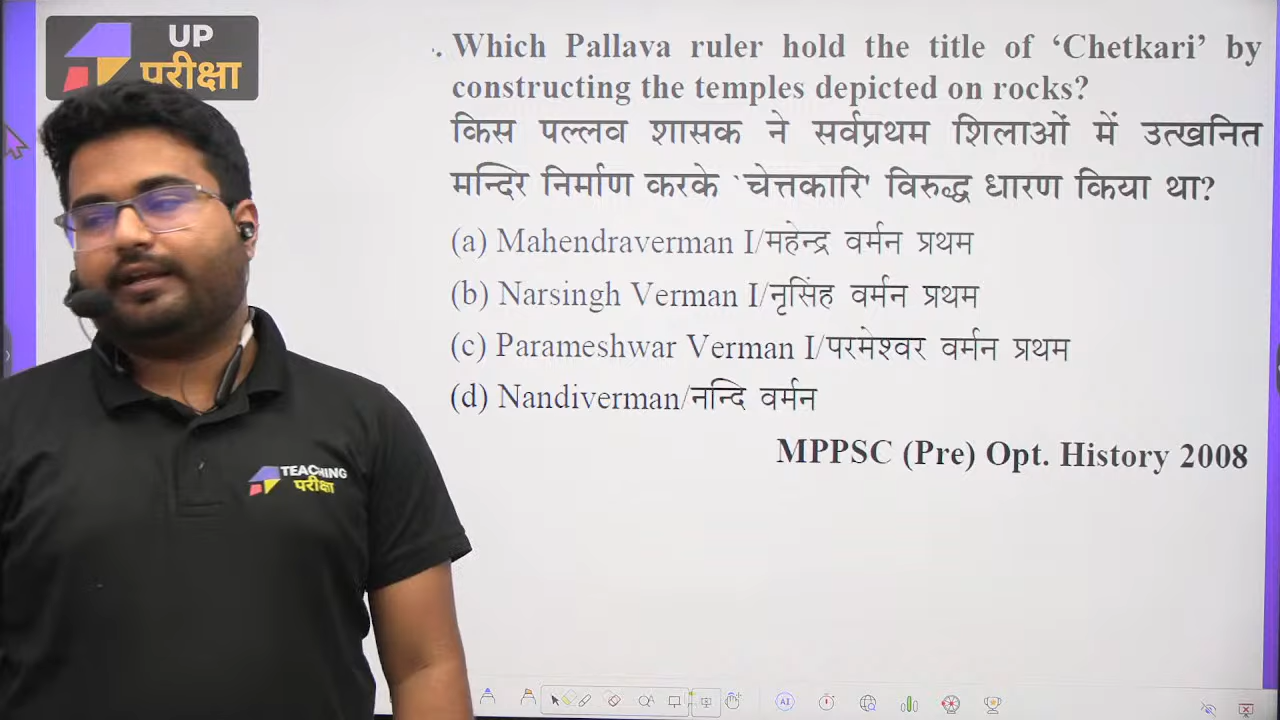 UP
परीक्षा
. Which Pallava ruler hold the title of ‘Chetkari’ by
constructing the temples depicted on rocks?
किस पल्लव शासक ने सर्वप्रथम शिलाओं में उत्खनित
मन्दिर निर्माण करके `चेत्तकारि' विरुद्ध धारण किया था?
(a) Mahendraverman I/महेन्द्र वर्मन प्रथम
(b) Narsingh Verman I/नृसिंह वर्मन प्रथम
(c) Parameshwar Verman I/परमेश्वर वर्मन प्रथम
(d) Nandiverman/नन्दि वर्मन
MPPSC (Pre) Opt. History 2008
TEACHING
परीक्षा
AI